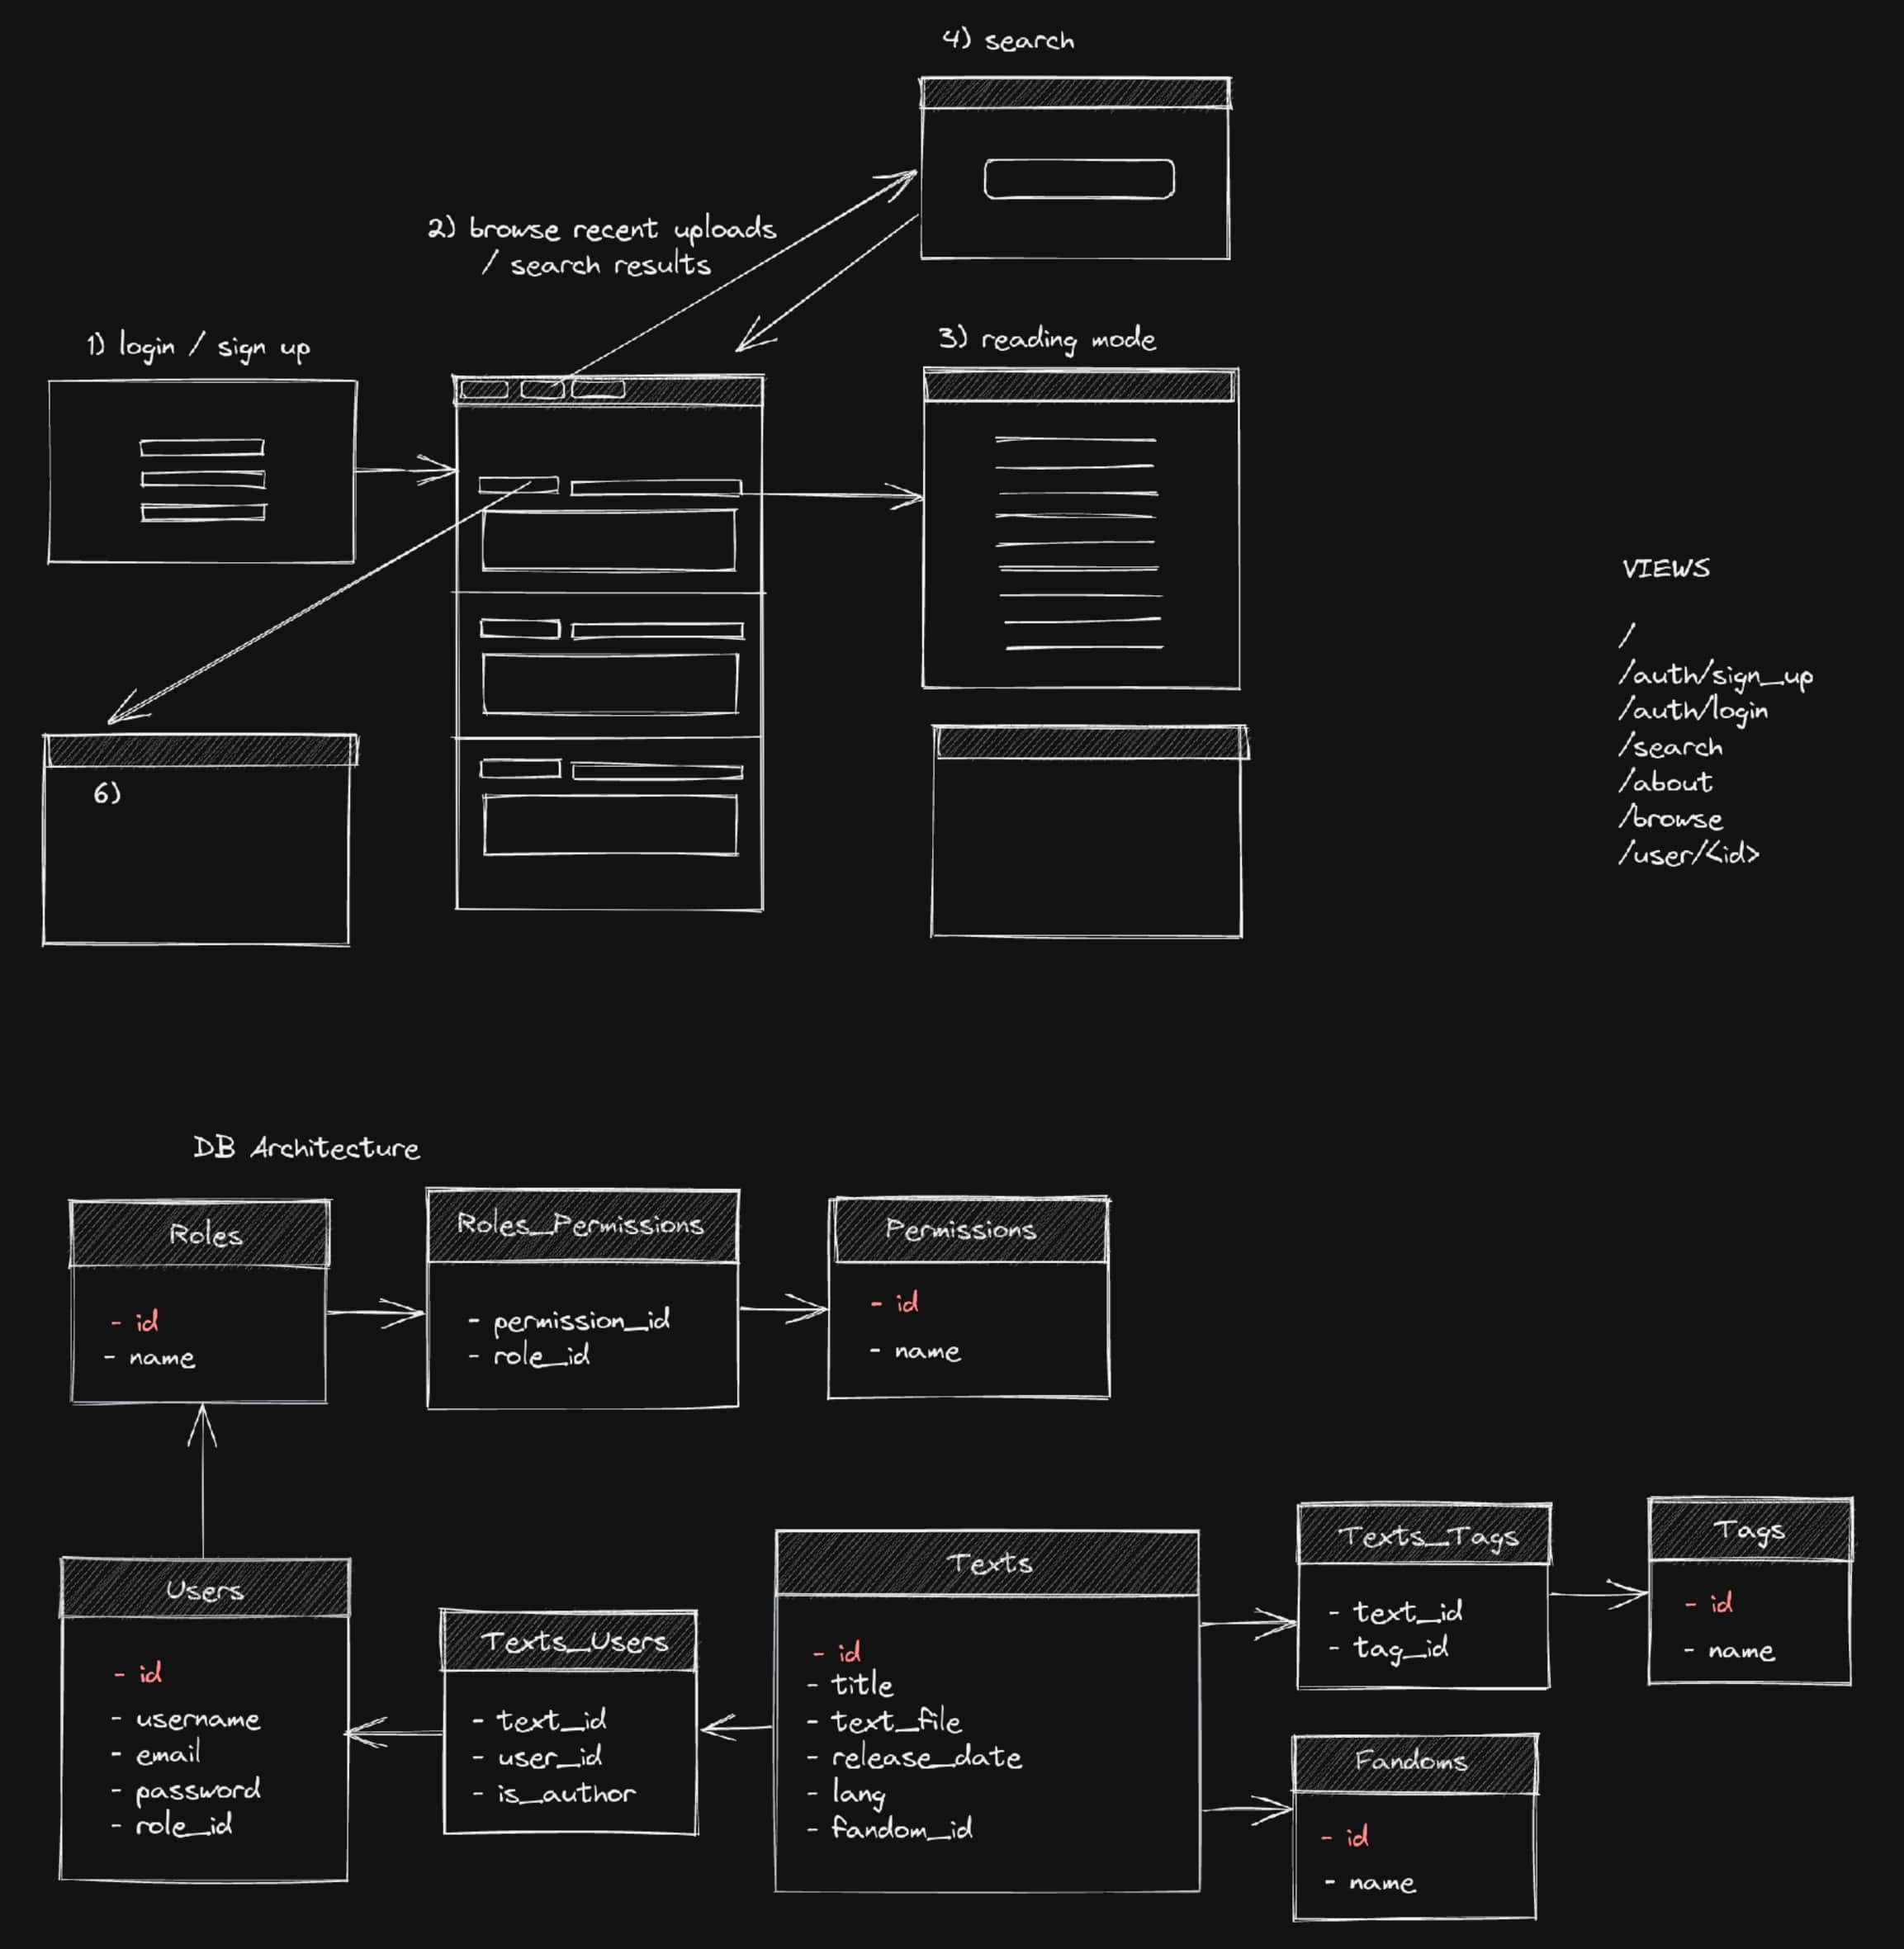 4) search
2) browse recent uploads
/ search results
1) login / sign up
3) reading mode
6)
VIEWS
/
/auth/sign_up
/auth/login
/search
/about
/browse
/user/<id>
DB Architecture
Roles
- id
- name
Roles_Permissions
- permission_id
- role_id
Permissions
- id
- name
Users
- id
- username
- email
- password
- role_id
Texts_Users
- text_id
- user_id
- is_author
Texts
- id
- title
- text_file
- release_date
- lang
- fandom_id
Texts_Tags
- text_id
- tag_id
Tags
- id
- name
Fandoms
- id
- name